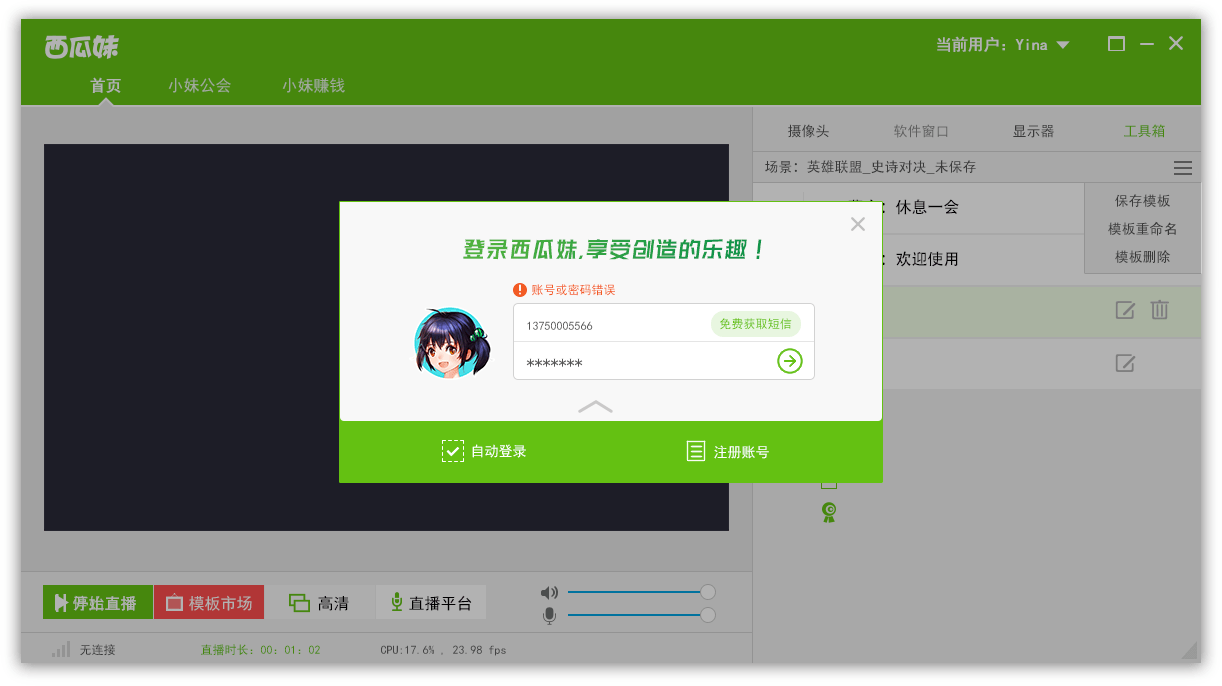 西瓜妹
当前用户：Yina
首页 小妹公会 小妹赚钱
摄像头 软件窗口 显示器 工具箱
场景：英雄联盟_史诗对决_未保存
保存模板
模板重命名
模板删除
：休息一会
：欢迎使用
登录西瓜妹,享受创造的乐趣！
账号或密码错误
13750005566 免费获取短信
*******
自动登录 注册账号
始直播 模板市场 高清 直播平台
无连接 直播时长：00：01：02 CPU:17.6% , 23.98 fps